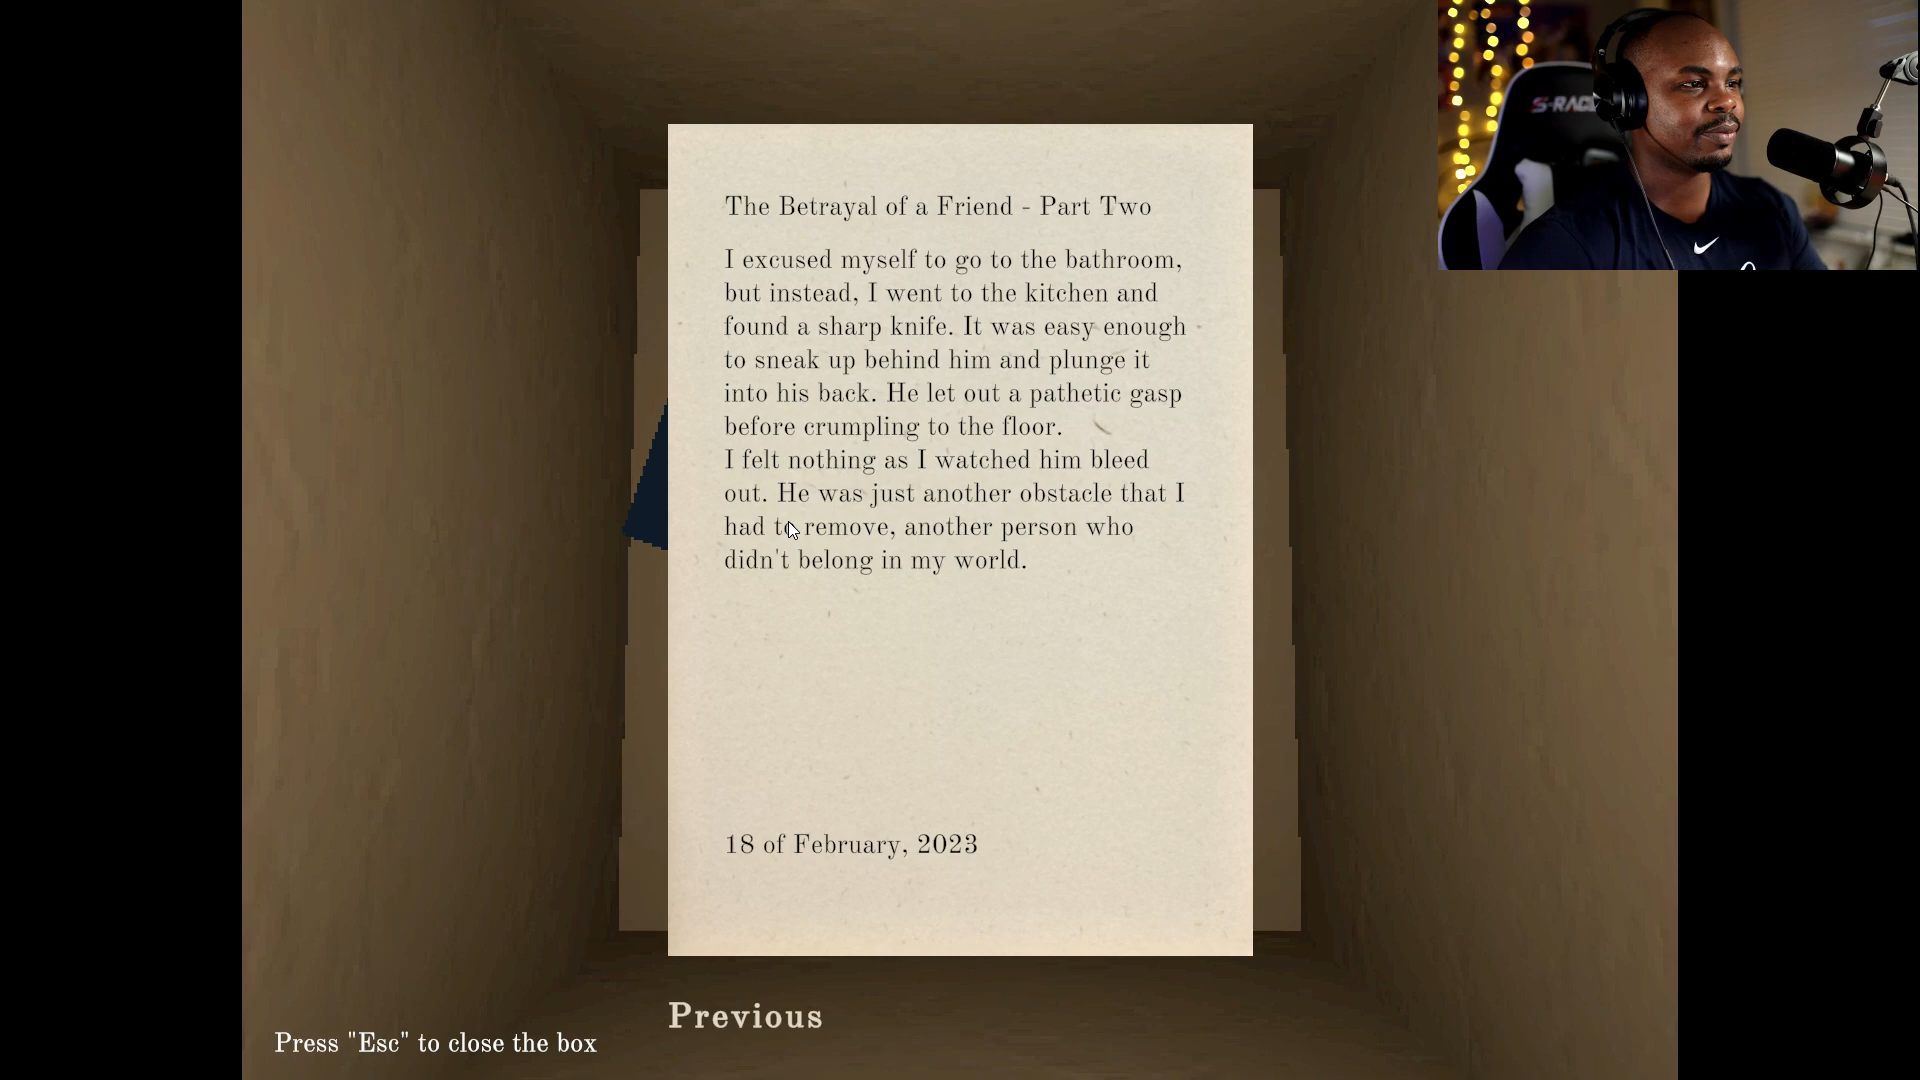 The Betrayal of a Friend - Part Two
I excused myself to go to the bathroom,
but instead, I went to the kitchen and
found a sharp knife. It was easy enough
to sneak up behind him and plunge it
into his back. He let out a pathetic gasp
before crumpling to the floor.
I felt nothing as I watched him bleed
out. He was just another obstacle that I
had to remove, another person who
didn't belong in my world.
18 of February, 2023
Previous
Press "Esc" to close the box